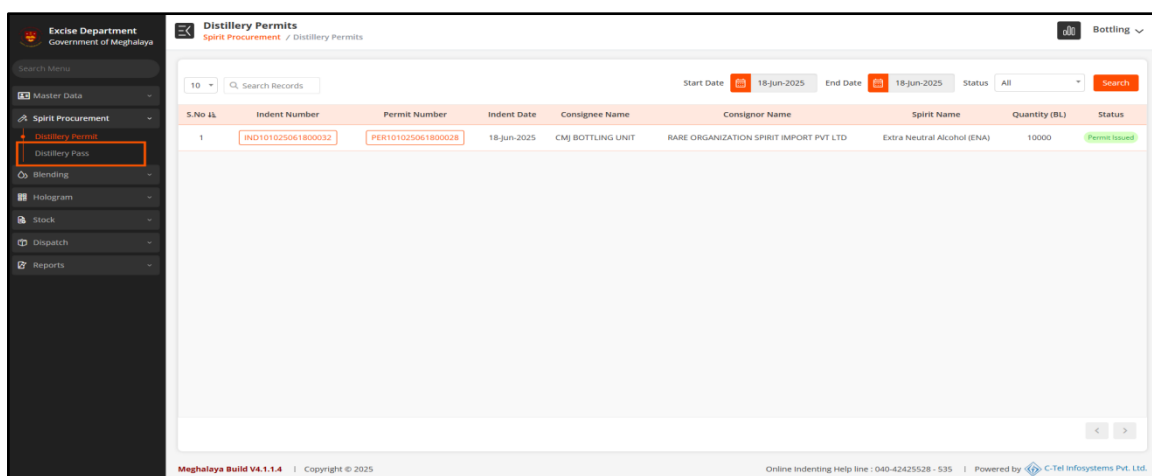 Excise Department
Government of Meghalaya
Search Menu
Master Data
Spirit Procurement
Distillery Permit
Distillery Pass
Blending
Hologram
Stock
Dispatch
Reports
Distillery Permits
Spirit Procurement / Distillery Permits
Bottling
10 Search Records Start Date 18-Jun-2025 End Date 18-Jun-2025 Status All Search
S.No Indent Number Permit Number Indent Date Consignee Name Consignor Name Spirit Name Quantity (BL) Status
1 IND101025061800032 PER101025061800028 18-Jun-2025 CMJ BOTTLING UNIT RARE ORGANIZATION SPIRIT IMPORT PVT LTD Extra Neutral Alcohol (ENA) 10000 Permit Issued
< >
Meghalaya Build V4.1.1.4 | Copyright © 2025 Online Indenting Help line : 040-42425528 - 535 | Powered by C-Tel Infosystems Pvt. Ltd.